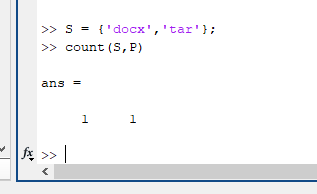 >> S = {'docx','tar'};
>> count(S,P)
ans =
1 1
fx >>